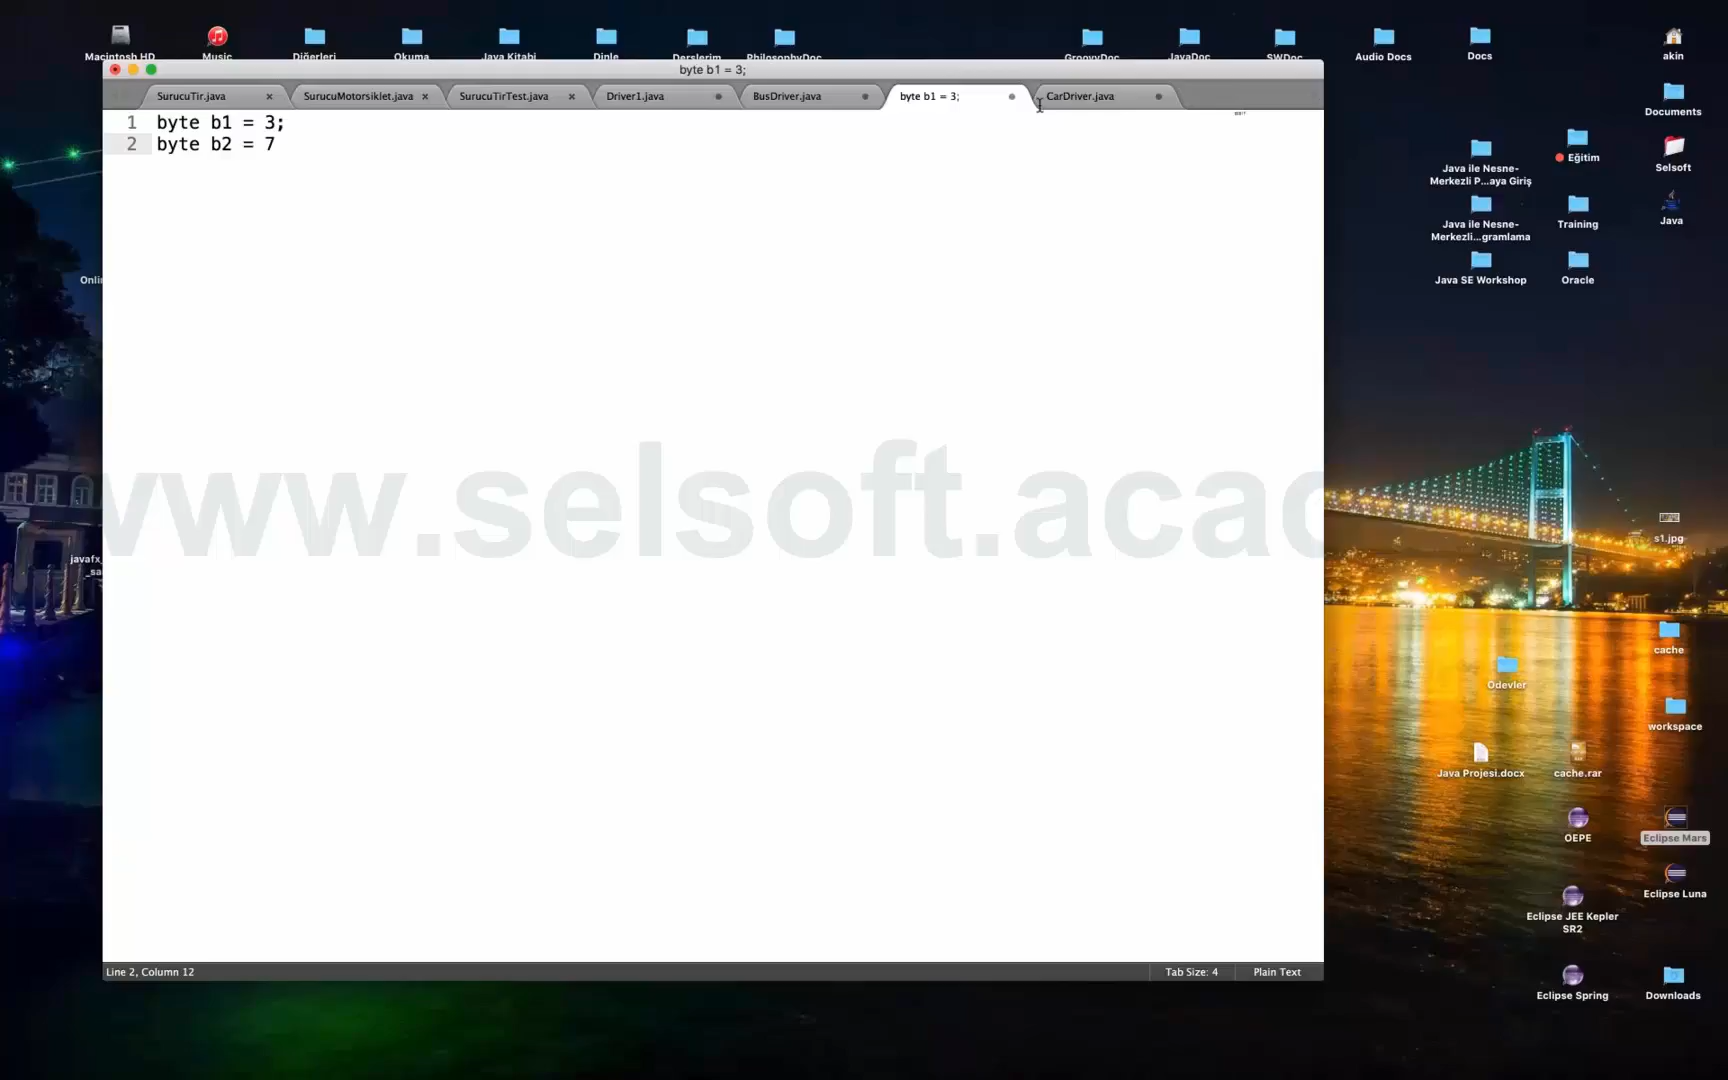 Macintosh HD
Music
Diğerleri
Okuma
Java Kitabi
Dinle
Derslerim
PhilosophyDoc
GroovyDoc
JavaDoc
SWDoc
Audio Docs
Docs
akin
byte b1 = 3;
SurucuTir.java
SurucuMotorsiklet.java
SurucuTirTest.java
Driver1.java
BusDriver.java
byte b1 = 3;
CarDriver.java
1 byte b1 = 3;
2 byte b2 = 7
Documents
Java ile Nesne-
Merkezli P...aya Giriş
Eğitim
Selsoft
Java ile Nesne-
Merkezli...gramlama
Training
Java
Onlin
Java SE Workshop
Oracle
www.selsoft.acad
javafx_
_sa
s1.jpg
cache
Odevler
workspace
Java Projesi.docx
cache.rar
OEPE
Eclipse Mars
Eclipse Luna
Eclipse JEE Kepler
SR2
Eclipse Spring
Downloads
Line 2, Column 12
Tab Size: 4
Plain Text